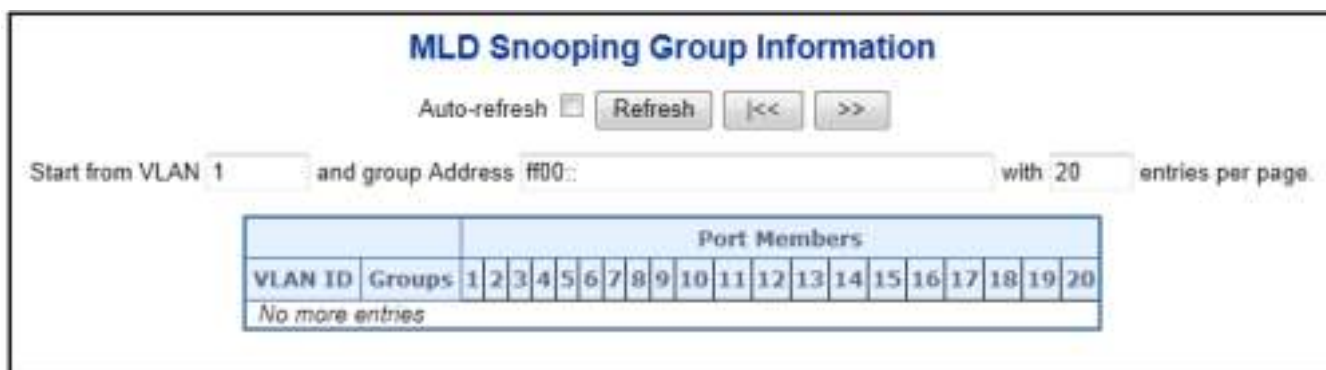 MLD Snooping Group Information
Auto-refresh Refresh |<< >>
Start from VLAN 1 and group Address ff00:: with 20 entries per page.
Port Members
VLAN ID Groups 1 2 3 4 5 6 7 8 9 10 11 12 13 14 15 16 17 18 19 20
No more entries